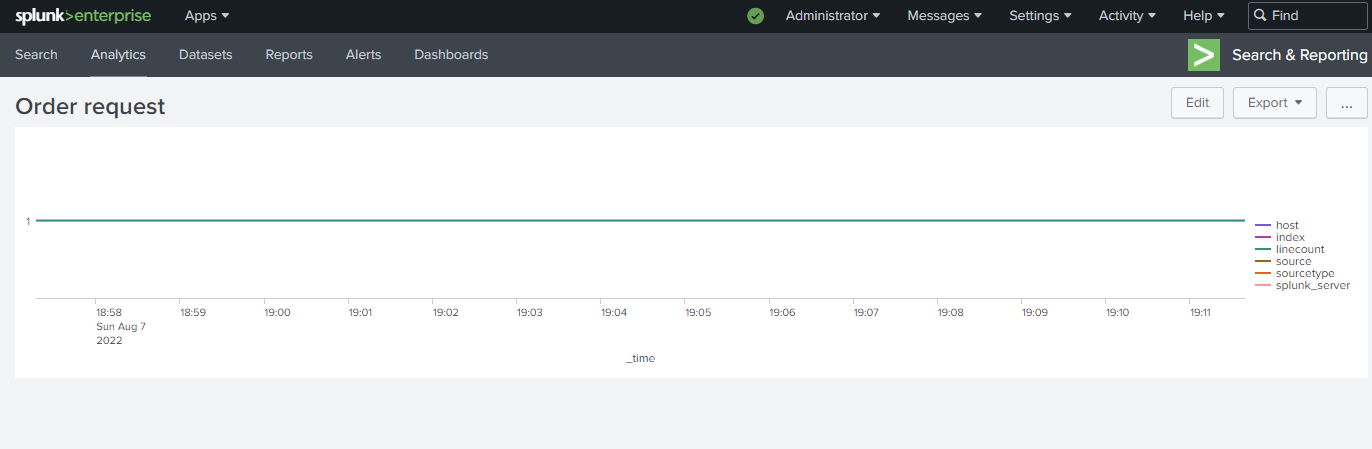 splunk>enterprise Apps Administrator Messages Settings Activity Help Find
Search Analytics Datasets Reports Alerts Dashboards Search & Reporting
Order request Edit Export ...
1
host
index
linecount
source
sourcetype
splunk_server
18:58 18:59 19:00 19:01 19:02 19:03 19:04 19:05 19:06 19:07 19:08 19:09 19:10 19:11
Sun Aug 7
2022
_time